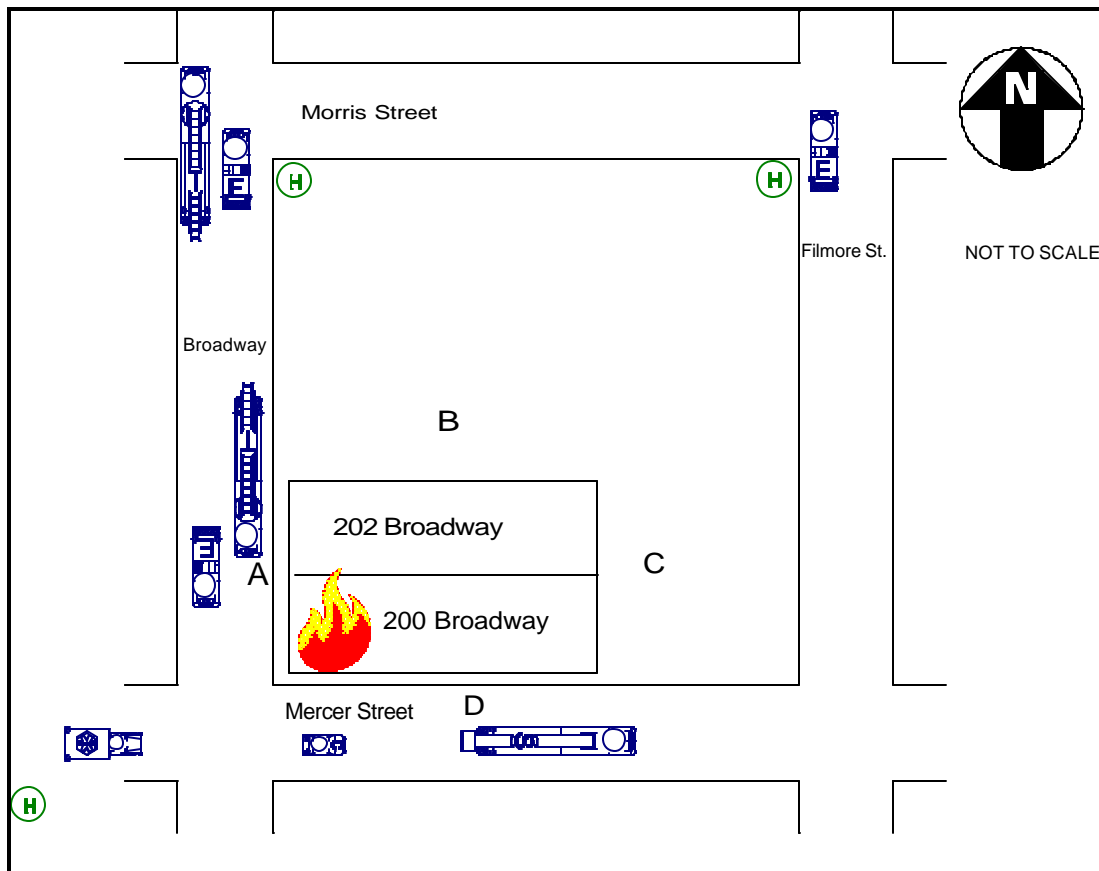 Morris Street
N
E
E
H
H
Filmore St.
NOT TO SCALE
Broadway
B
202 Broadway
E
A
C
200 Broadway
D
Mercer Street
H